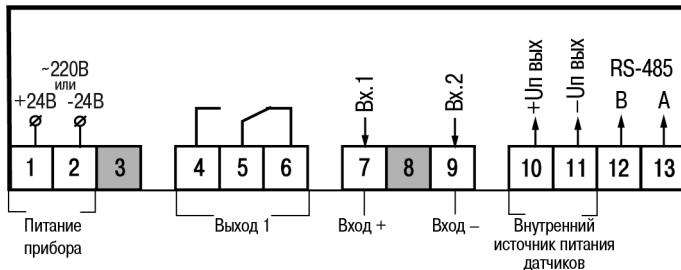 ~220В
или
+24В -24В
Вх.1
Вх.2
+Uп вых
–Uп вых
RS-485
B A
1 2 3 4 5 6 7 8 9 10 11 12 13
Питание
прибора
Выход 1
Вход +
Вход –
Внутренний
источник питания
датчиков